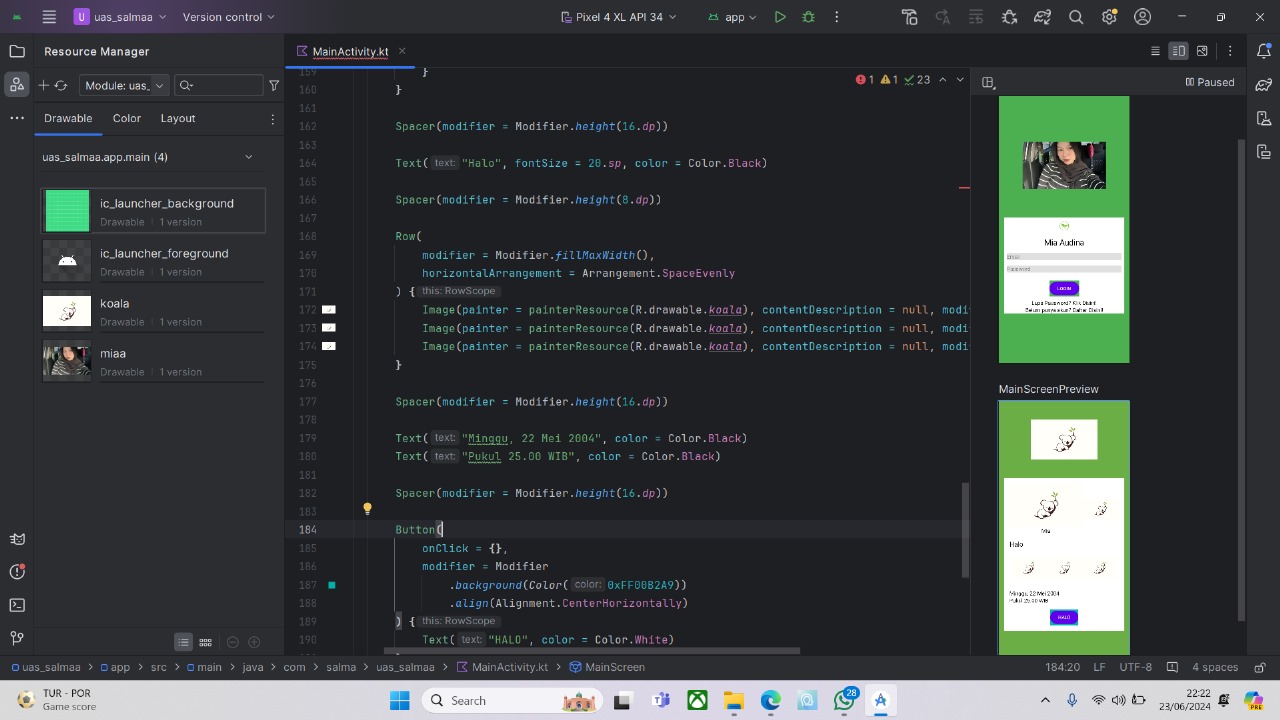 uas_salmaa
Version control
Pixel 4 XL API 34
app
Resource Manager
MainActivity.kt
Module: uas_
Paused
Drawable
Color
Layout
uas_salmaa.app.main (4)
ic_launcher_background
Drawable | 1 version
ic_launcher_foreground
Drawable | 1 version
koala
Drawable | 1 version
miaa
Drawable | 1 version
1 1 23
159 }
160 }
161
162 Spacer(modifier = Modifier.height(16.dp))
163
164 Text( text: "Halo", fontSize = 20.sp, color = Color.Black)
165
166 Spacer(modifier = Modifier.height(8.dp))
167
168 Row(
169 modifier = Modifier.fillMaxWidth(),
170 horizontalArrangement = Arrangement.SpaceEvenly
171 ) { this: RowScope
172 Image(painter = painterResource(R.drawable.koala), contentDescription = null, modi
173 Image(painter = painterResource(R.drawable.koala), contentDescription = null, modi
174 Image(painter = painterResource(R.drawable.koala), contentDescription = null, modi
175 }
176
177 Spacer(modifier = Modifier.height(16.dp))
178
179 Text( text: "Minggu, 22 Mei 2004", color = Color.Black)
180 Text( text: "Pukul 25.00 WIB", color = Color.Black)
181
182 Spacer(modifier = Modifier.height(16.dp))
183
184 Button(
185 onClick = {},
186 modifier = Modifier
187 .background(Color( color: 0xFF00B2A9))
188 .align(Alignment.CenterHorizontally)
189 ) { this: RowScope
190 Text( text: "HALO", color = Color.White)
Mia Audina
Email
Password
LOGIN
Lupa Password? Klik Disini!
Belum punya akun? Daftar Disini!
MainScreenPreview
Mia
Halo
Minggu, 22 Mei 2004
Pukul 25.00 WIB
HALO
uas_salmaa > app > src > main > java > com > salma > uas_salmaa > MainActivity.kt > MainScreen
184:20 LF UTF-8 4 spaces
TUR - POR
Game score
Search
28
22:22
23/06/2024
PRE